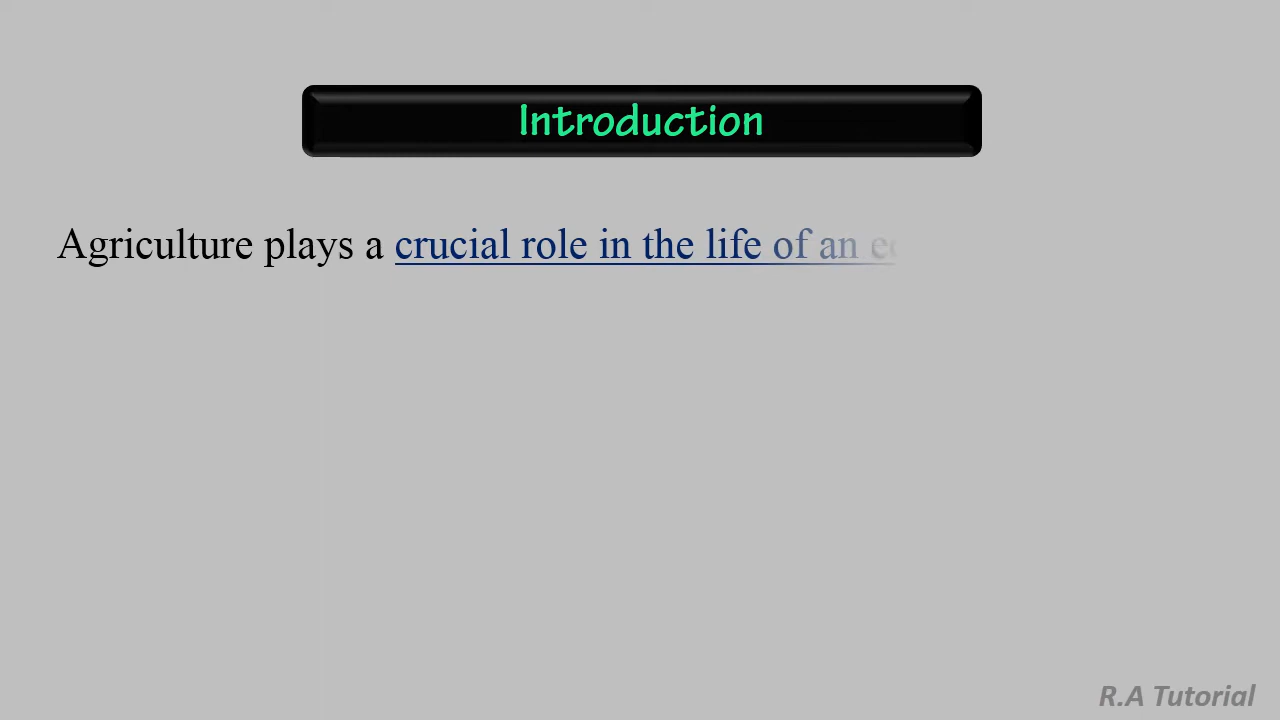 Introduction
Agriculture plays a crucial role in the life of an
R.A Tutorial